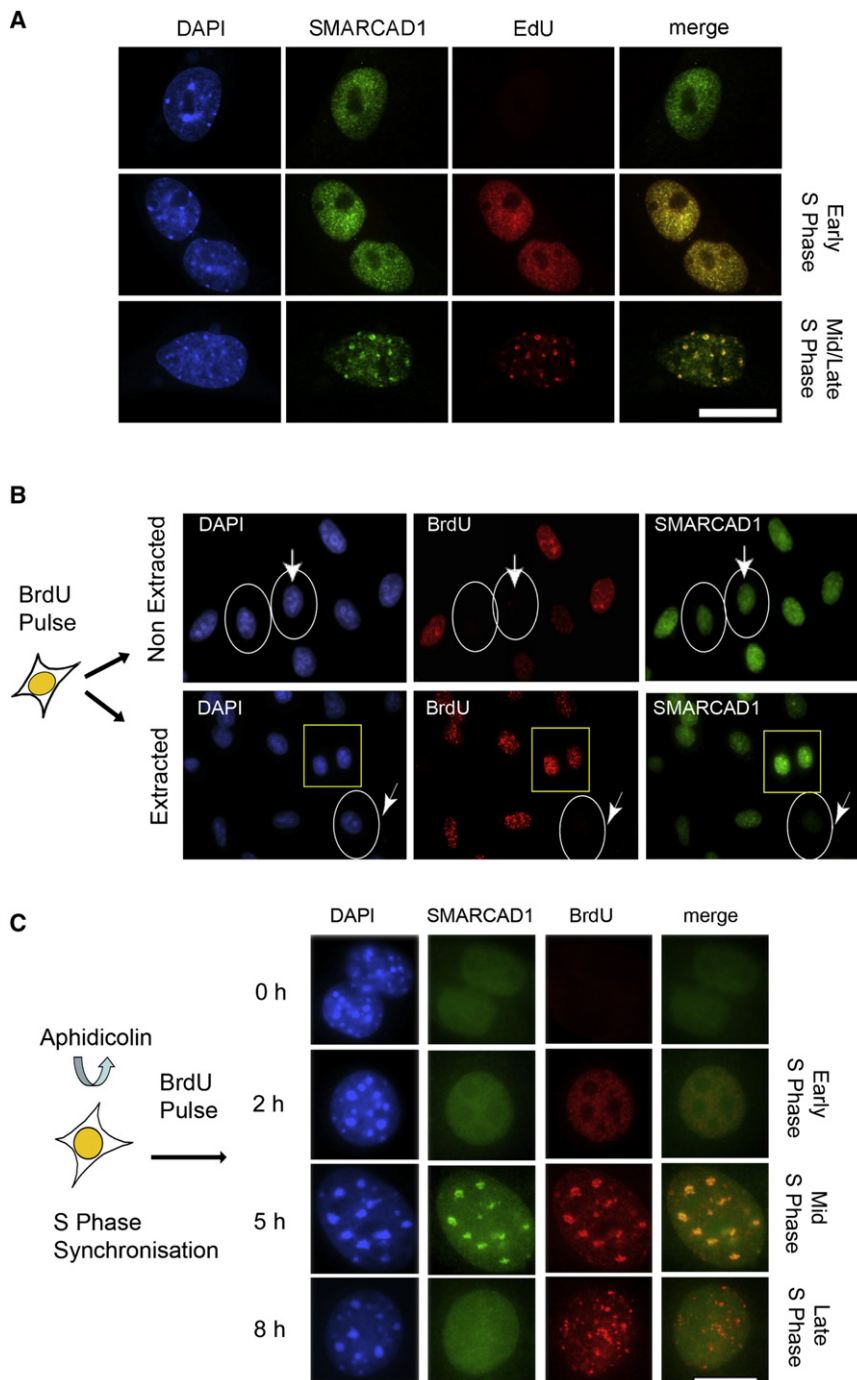 A
DAPI SMARCAD1 EdU merge
Early
S Phase
Mid/Late
S Phase
B
BrdU
Pulse
Non Extracted
DAPI BrdU SMARCAD1
Extracted
DAPI BrdU SMARCAD1
C
DAPI SMARCAD1 BrdU merge
Aphidicolin
BrdU
Pulse
S Phase
Synchronisation
0 h
2 h
Early
S Phase
5 h
Mid
S Phase
8 h
Late
S Phase